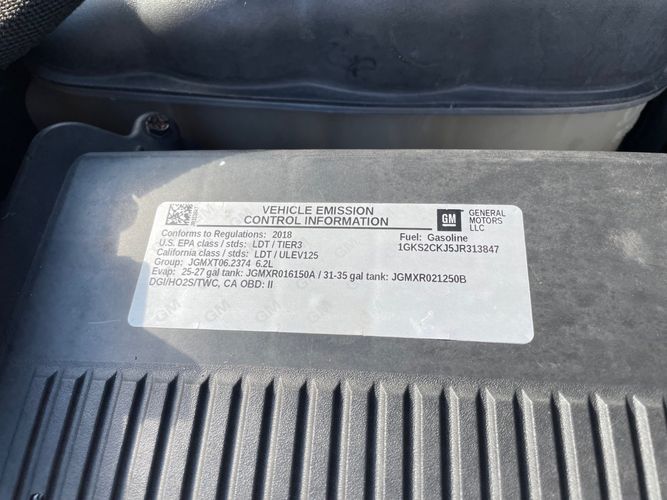 VEHICLE EMISSION
CONTROL INFORMATION
GM
GENERAL
MOTORS
LLC
Conforms to Regulations: 2018
Fuel: Gasoline
U.S. EPA class / stds: LDT / TIER3
1GKS2CKJ5JR313847
California class / stds: LDT / ULEV125
Group: JGMXT06.2374 6.2L
Evap: 25-27 gal tank: JGMXR016150A / 31-35 gal tank: JGMXR021250B
DGI/HO2S/TWC, CA OBD: II